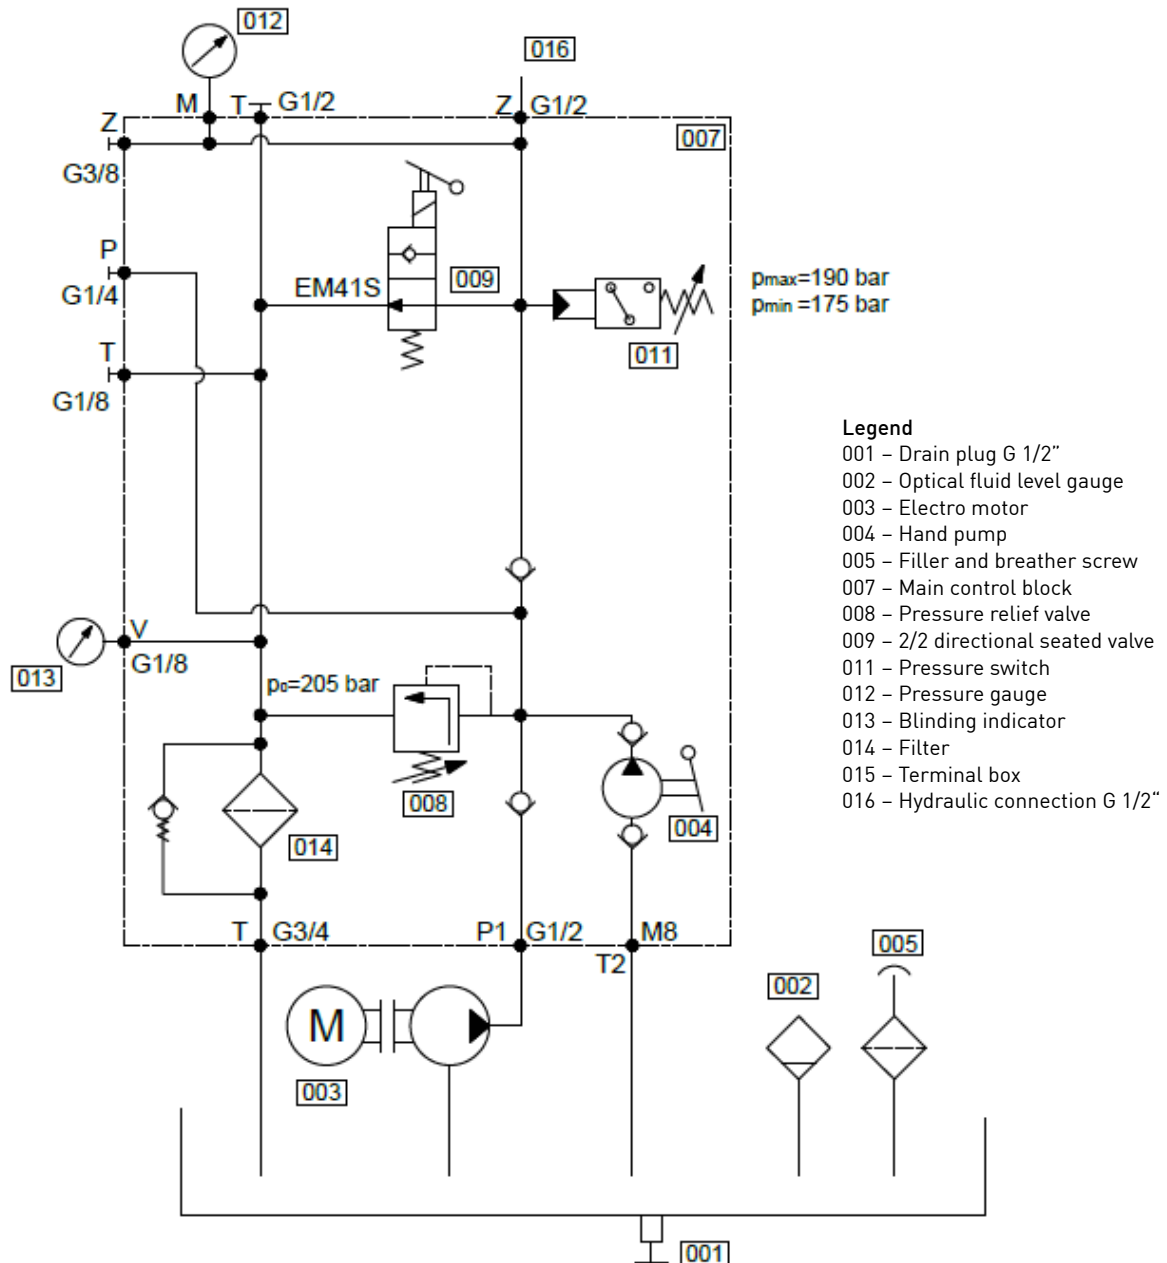 012
016
M T G1/2
Z G1/2
Z
007
G3/8
P
G1/4
EM41S
009
pmax=190 bar
pmin =175 bar
T
011
G1/8
Legend
001 – Drain plug G 1/2”
002 – Optical fluid level gauge
003 – Electro motor
004 – Hand pump
005 – Filler and breather screw
007 – Main control block
008 – Pressure relief valve
009 – 2/2 directional seated valve
011 – Pressure switch
012 – Pressure gauge
013 – Blinding indicator
014 – Filter
015 – Terminal box
016 – Hydraulic connection G 1/2“
V
G1/8
013
008
004
014
T G3/4
P1 G1/2
M8
T2
005
002
M
003
001